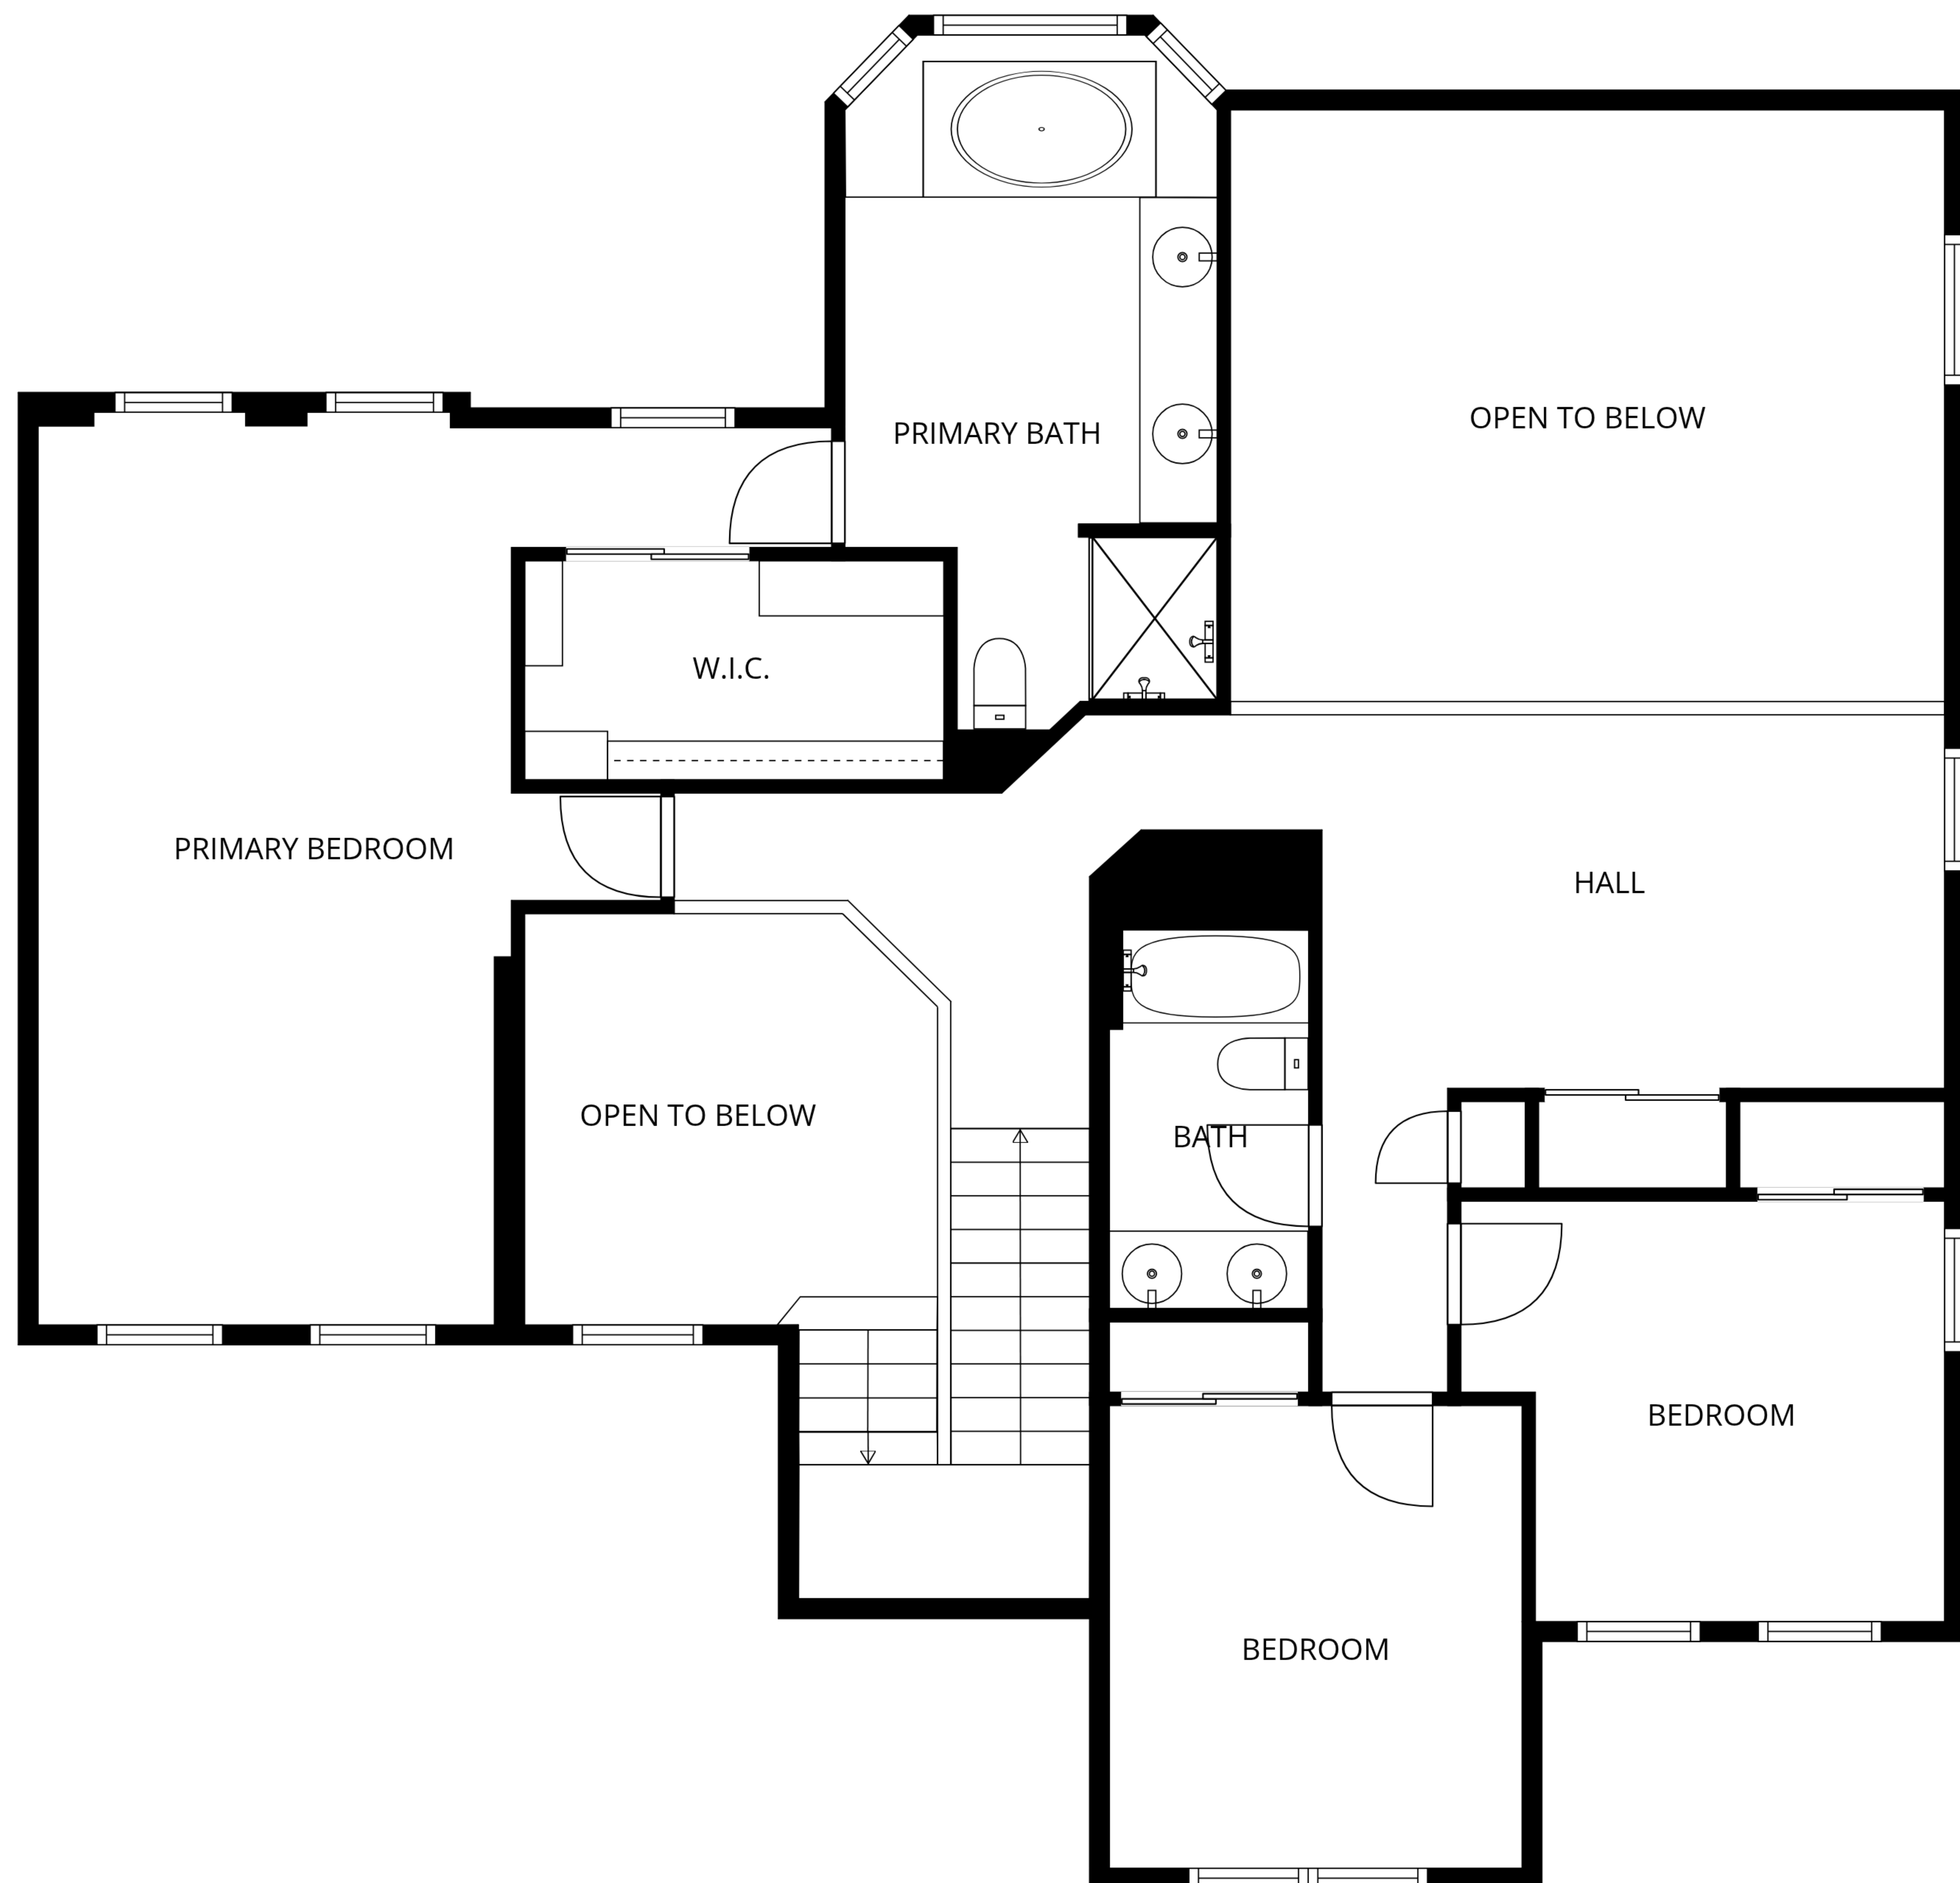 OPEN TO BELOW
PRIMARY BATH
W.I.C.
PRIMARY BEDROOM
HALL
OPEN TO BELOW
BATH
BEDROOM
BEDROOM